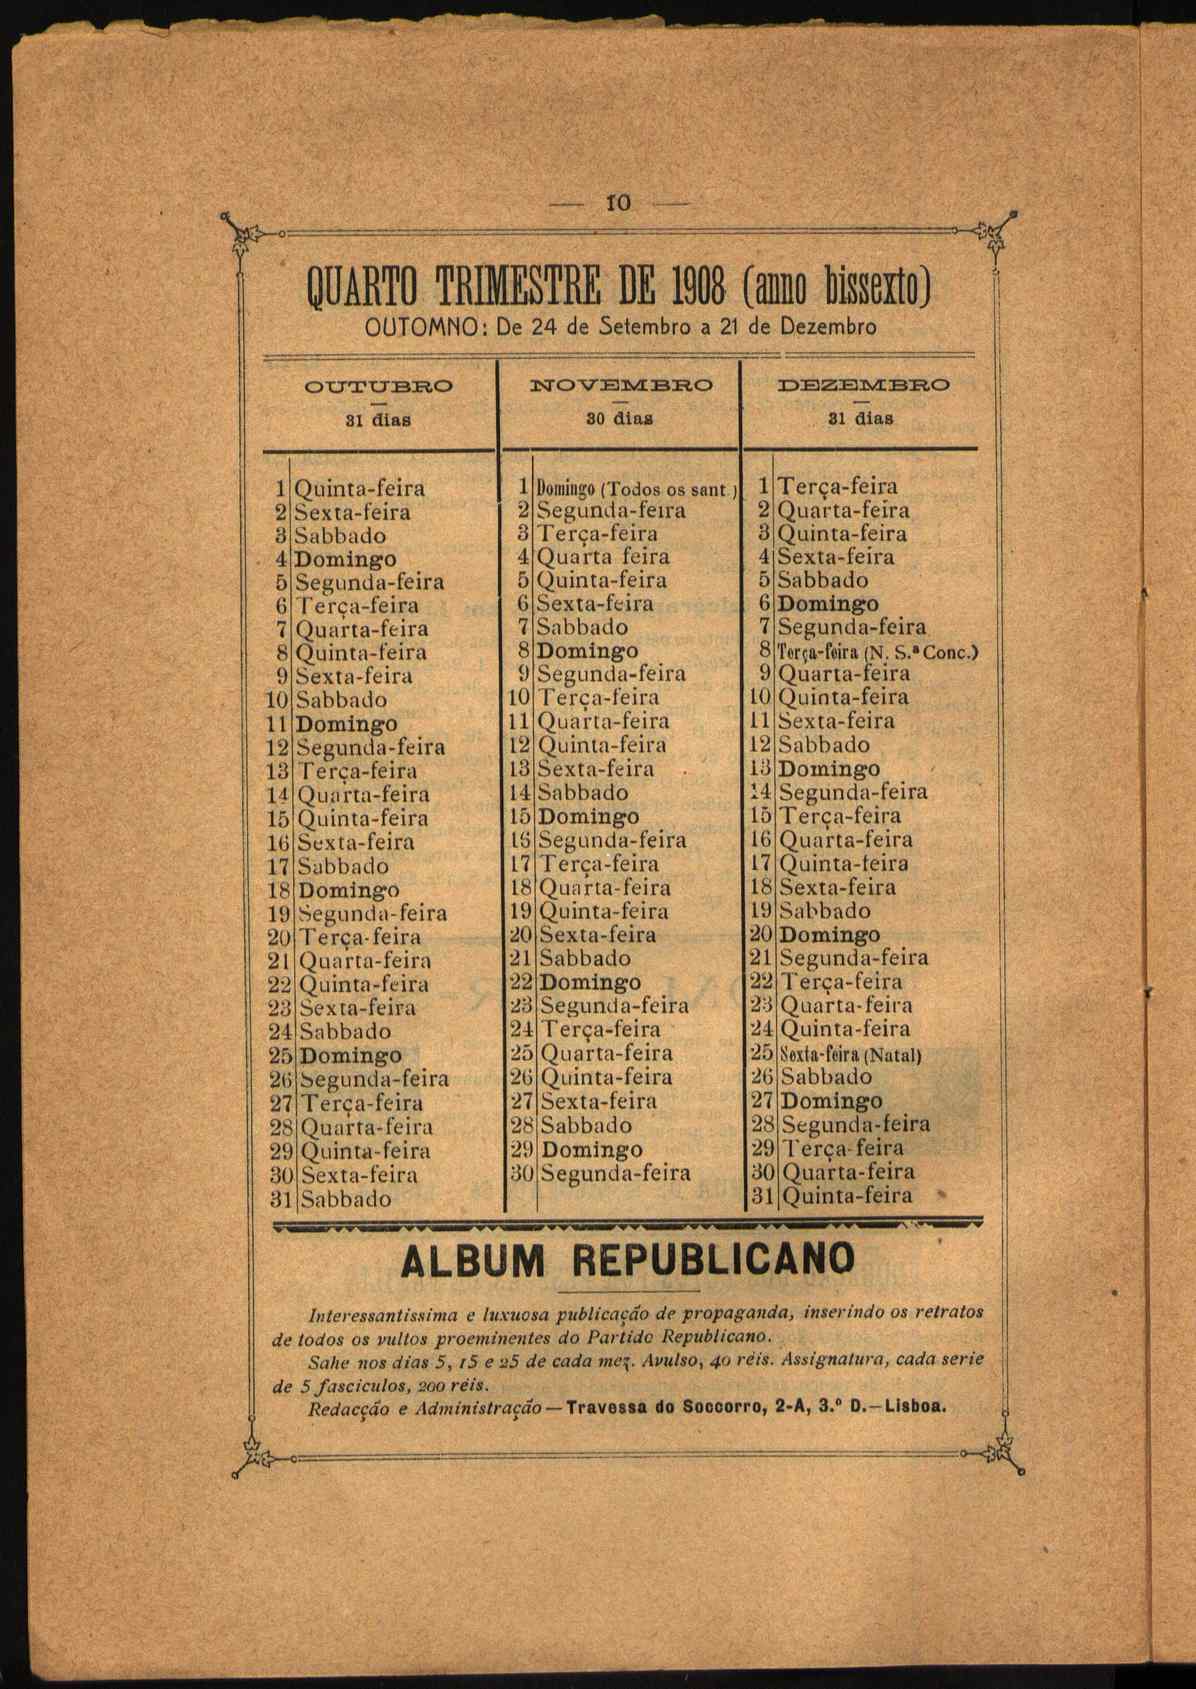 — 10 —
QUARTO TRIMESTRE DE 1908 (anno bissexto)
OUTOMNO: De 24 de Setembro a 21 de Dezembro
OUTUBRO
31 dias
1 Quinta-feira
2 Sexta-feira
3 Sabbado
4 Domingo
5 Segunda-feira
6 Terça-feira
7 Quarta-feira
8 Quinta-feira
9 Sexta-feira
10 Sabbado
11 Domingo
12 Segunda-feira
13 Terça-feira
14 Quarta-feira
15 Quinta-feira
16 Sexta-feira
17 Sabbado
18 Domingo
19 Segunda-feira
20 Terça-feira
21 Quarta-feira
22 Quinta-feira
23 Sexta-feira
24 Sabbado
25 Domingo
26 Segunda-feira
27 Terça-feira
28 Quarta-feira
29 Quinta-feira
30 Sexta-feira
31 Sabbado
NOVEMBRO
30 dias
1 Domingo (Todos os sant.)
2 Segunda-feira
3 Terça-feira
4 Quarta feira
5 Quinta-feira
6 Sexta-feira
7 Sabbado
8 Domingo
9 Segunda-feira
10 Terça-feira
11 Quarta-feira
12 Quinta-feira
13 Sexta-feira
14 Sabbado
15 Domingo
16 Segunda-feira
17 Terça-feira
18 Quarta-feira
19 Quinta-feira
20 Sexta-feira
21 Sabbado
22 Domingo
23 Segunda-feira
24 Terça-feira
25 Quarta-feira
26 Quinta-feira
27 Sexta-feira
28 Sabbado
29 Domingo
30 Segunda-feira
DEZEMBRO
31 dias
1 Terça-feira
2 Quarta-feira
3 Quinta-feira
4 Sexta-feira
5 Sabbado
6 Domingo
7 Segunda-feira
8 Terça-feira (N. S.ª Conc.)
9 Quarta-feira
10 Quinta-feira
11 Sexta-feira
12 Sabbado
13 Domingo
14 Segunda-feira
15 Terça-feira
16 Quarta-feira
17 Quinta-feira
18 Sexta-feira
19 Sabbado
20 Domingo
21 Segunda-feira
22 Terça-feira
23 Quarta-feira
24 Quinta-feira
25 Sexta-feira (Natal)
26 Sabbado
27 Domingo
28 Segunda-feira
29 Terça-feira
30 Quarta-feira
31 Quinta-feira
ALBUM REPUBLICANO
Interessantissima e luxuosa publicação de propaganda, inserindo os retratos
de todos os vultos proeminentes do Partido Republicano.
Sahe nos dias 5, 15 e 25 de cada mez. Avulso, 40 réis. Assignatura, cada serie
de 5 fasciculos, 200 réis.
Redacção e Administração—Travessa do Soccorro, 2-A, 3.º D.—Lisboa.